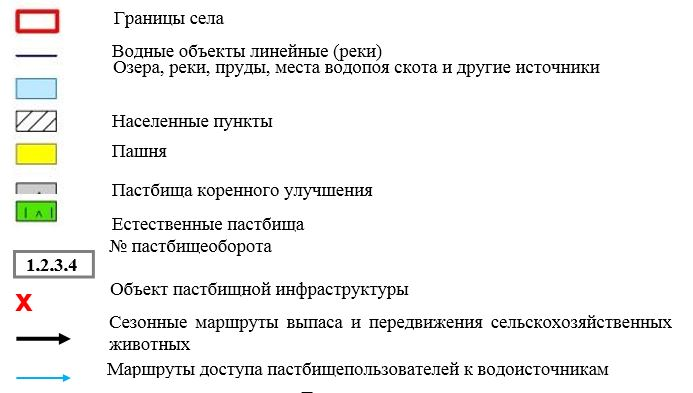 Границы села
Водные объекты линейные (реки)
Озера, реки, пруды, места водопоя скота и другие источники
Населенные пункты
Пашня
Пастбища коренного улучшения
Естественные пастбища
№ пастбищеоборота
1.2.3.4
Объект пастбищной инфраструктуры
X
Сезонные маршруты выпаса и передвижения сельскохозяйственных
животных
Маршруты доступа пастбищепользователей к водоисточникам